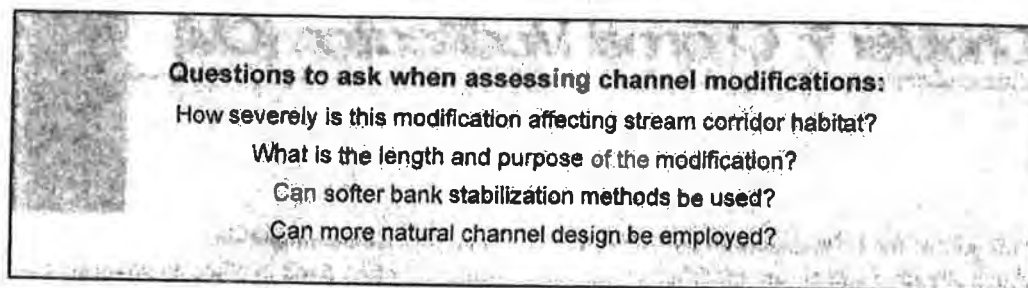 Questions to ask when assessing channel modifications:
How severely is this modification affecting stream corridor habitat?
What is the length and purpose of the modification?
Can softer bank stabilization methods be used?
Can more natural channel design be employed?